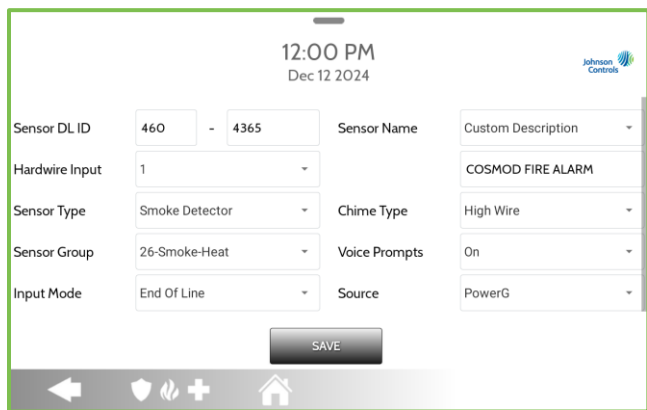 12:00 PM
Dec 12 2024
Johnson
Controls
Sensor DL ID 460 - 4365 Sensor Name Custom Description
Hardwire Input 1 COSMOD FIRE ALARM
Sensor Type Smoke Detector Chime Type High Wire
Sensor Group 26-Smoke-Heat Voice Prompts On
Input Mode End Of Line Source PowerG
SAVE